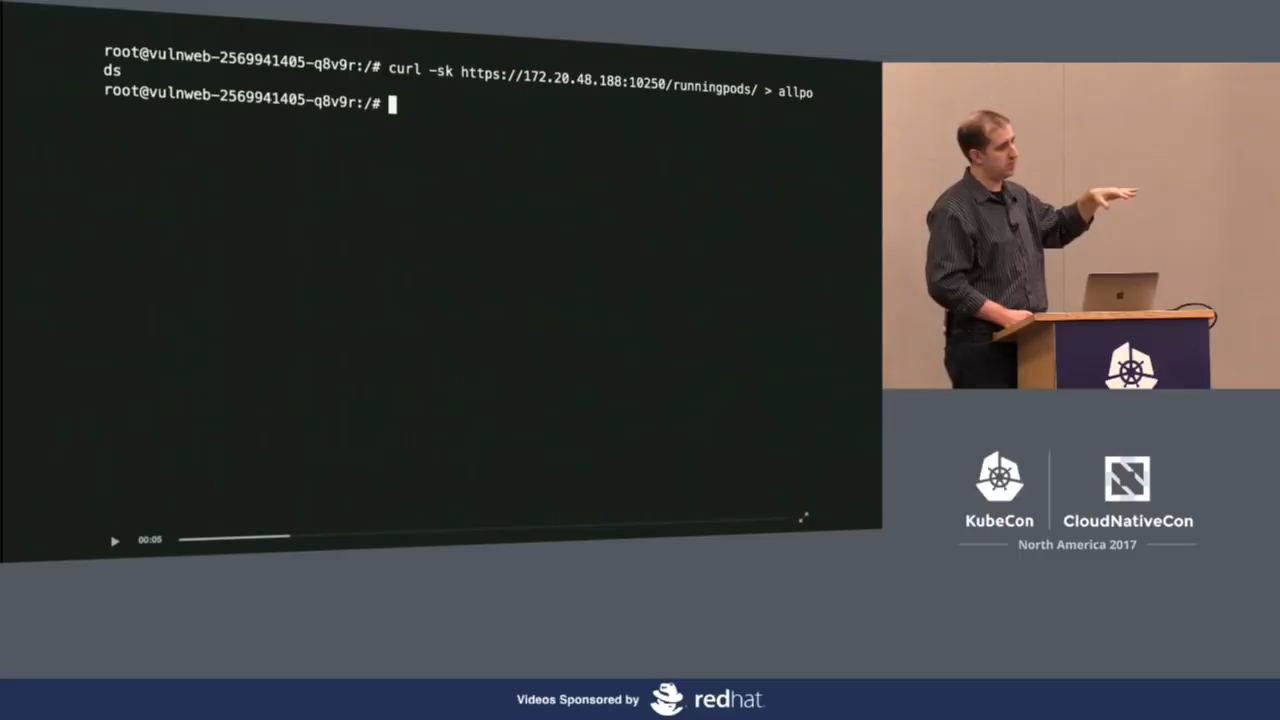 root@vulnweb-2569941405-q8v9r:/# curl -sk https://172.20.48.188:10250/runningpods/ > allpo
ds
root@vulnweb-2569941405-q8v9r:/#
00:05
KubeCon
CloudNativeCon
North America 2017
Videos Sponsored by
redhat.